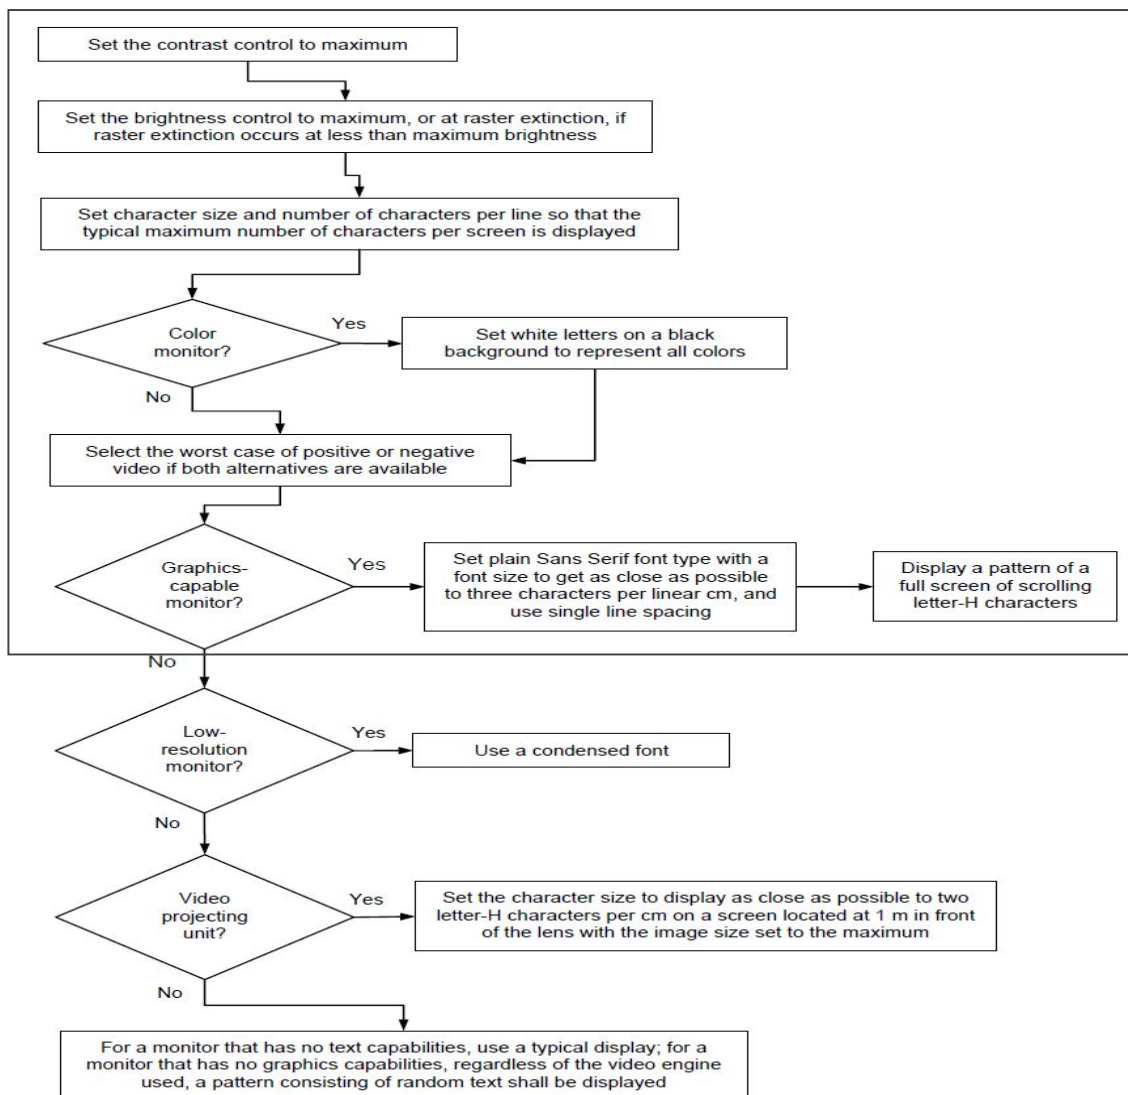 Set the contrast control to maximum
Set the brightness control to maximum, or at raster extinction, if
raster extinction occurs at less than maximum brightness
Set character size and number of characters per line so that the
typical maximum number of characters per screen is displayed
Color
monitor?
Yes
Set white letters on a black
background to represent all colors
No
Select the worst case of positive or negative
video if both alternatives are available
Graphics-
capable
monitor?
Yes
Set plain Sans Serif font type with a
font size to get as close as possible
to three characters per linear cm, and
use single line spacing
Display a pattern of a
full screen of scrolling
letter-H characters
No
Low-
resolution
monitor?
Yes
Use a condensed font
No
Video
projecting
unit?
Yes
Set the character size to display as close as possible to two
letter-H characters per cm on a screen located at 1 m in front
of the lens with the image size set to the maximum
No
For a monitor that has no text capabilities, use a typical display; for a
monitor that has no graphics capabilities, regardless of the video engine
used, a pattern consisting of random text shall be displayed